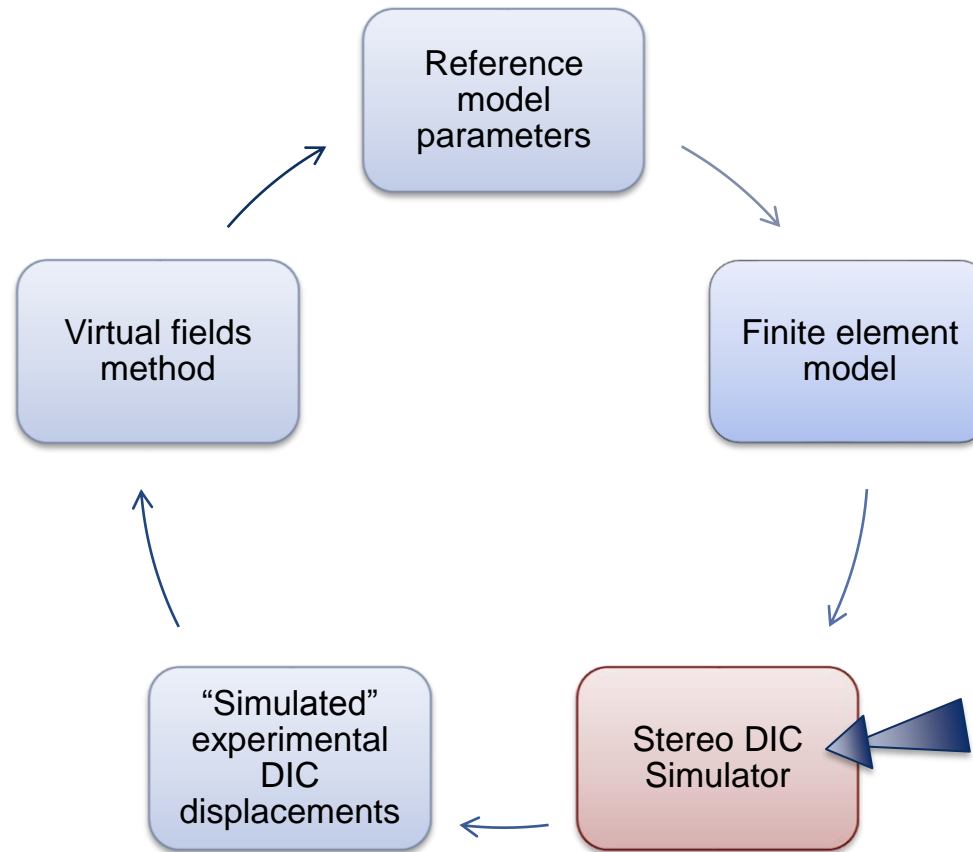 Reference
model
parameters
Virtual fields
method
Finite element
model
“Simulated”
experimental
DIC
displacements
Stereo DIC
Simulator